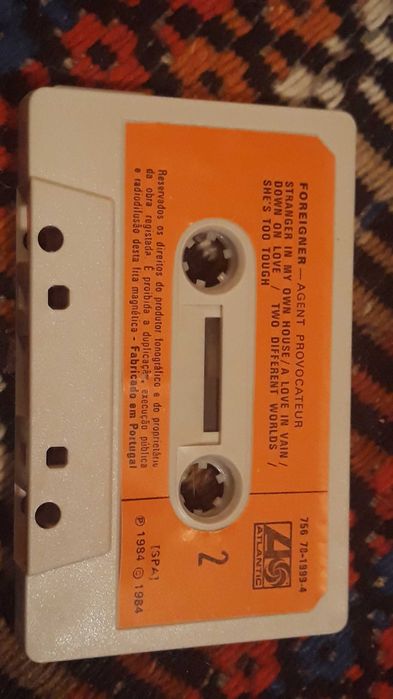 FOREIGNER — AGENT PROVOCATEUR
STRANGER IN MY OWN HOUSE / A LOVE IN VAIN /
DOWN ON LOVE / TWO DIFFERENT WORLDS /
SHE'S TOO TOUGH
756 78-1999-4
ATLANTIC
2
[SPA]
℗ 1984 © 1984
Reservados os direitos do produtor fonográfico e do proprietário
da obra registada. É proibida a duplicaçã, execução pública
e radiodifusão desta fita magnética - Fabricado em Portugal